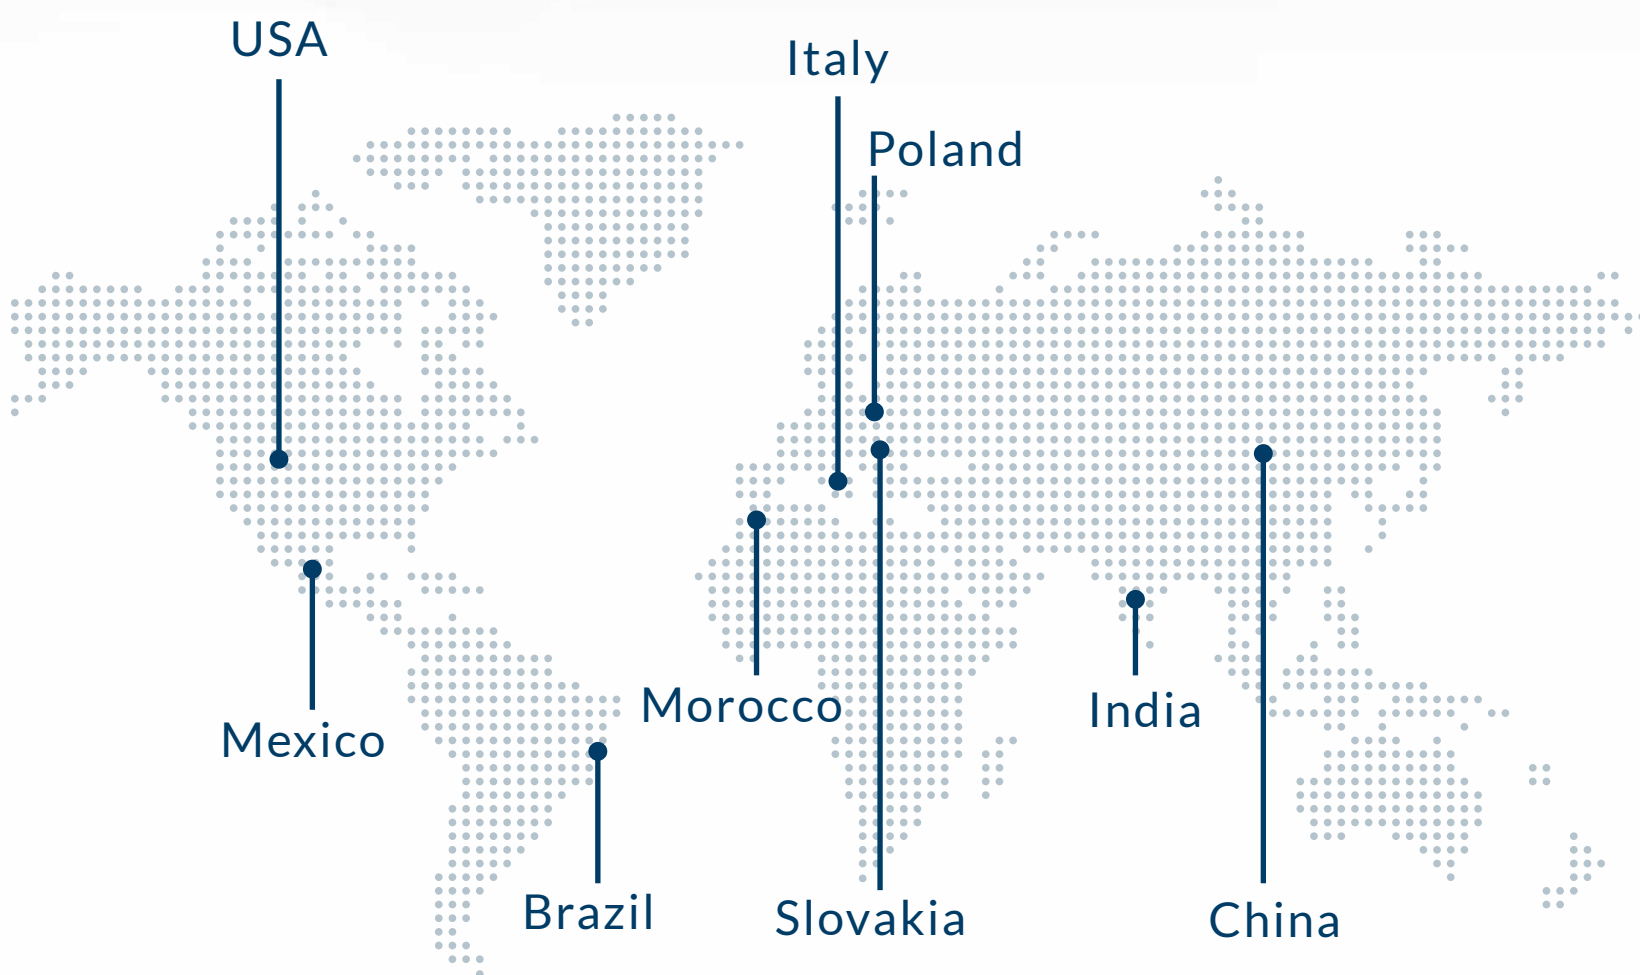 USA
Italy
Poland
Morocco
India
Mexico
Brazil
Slovakia
China